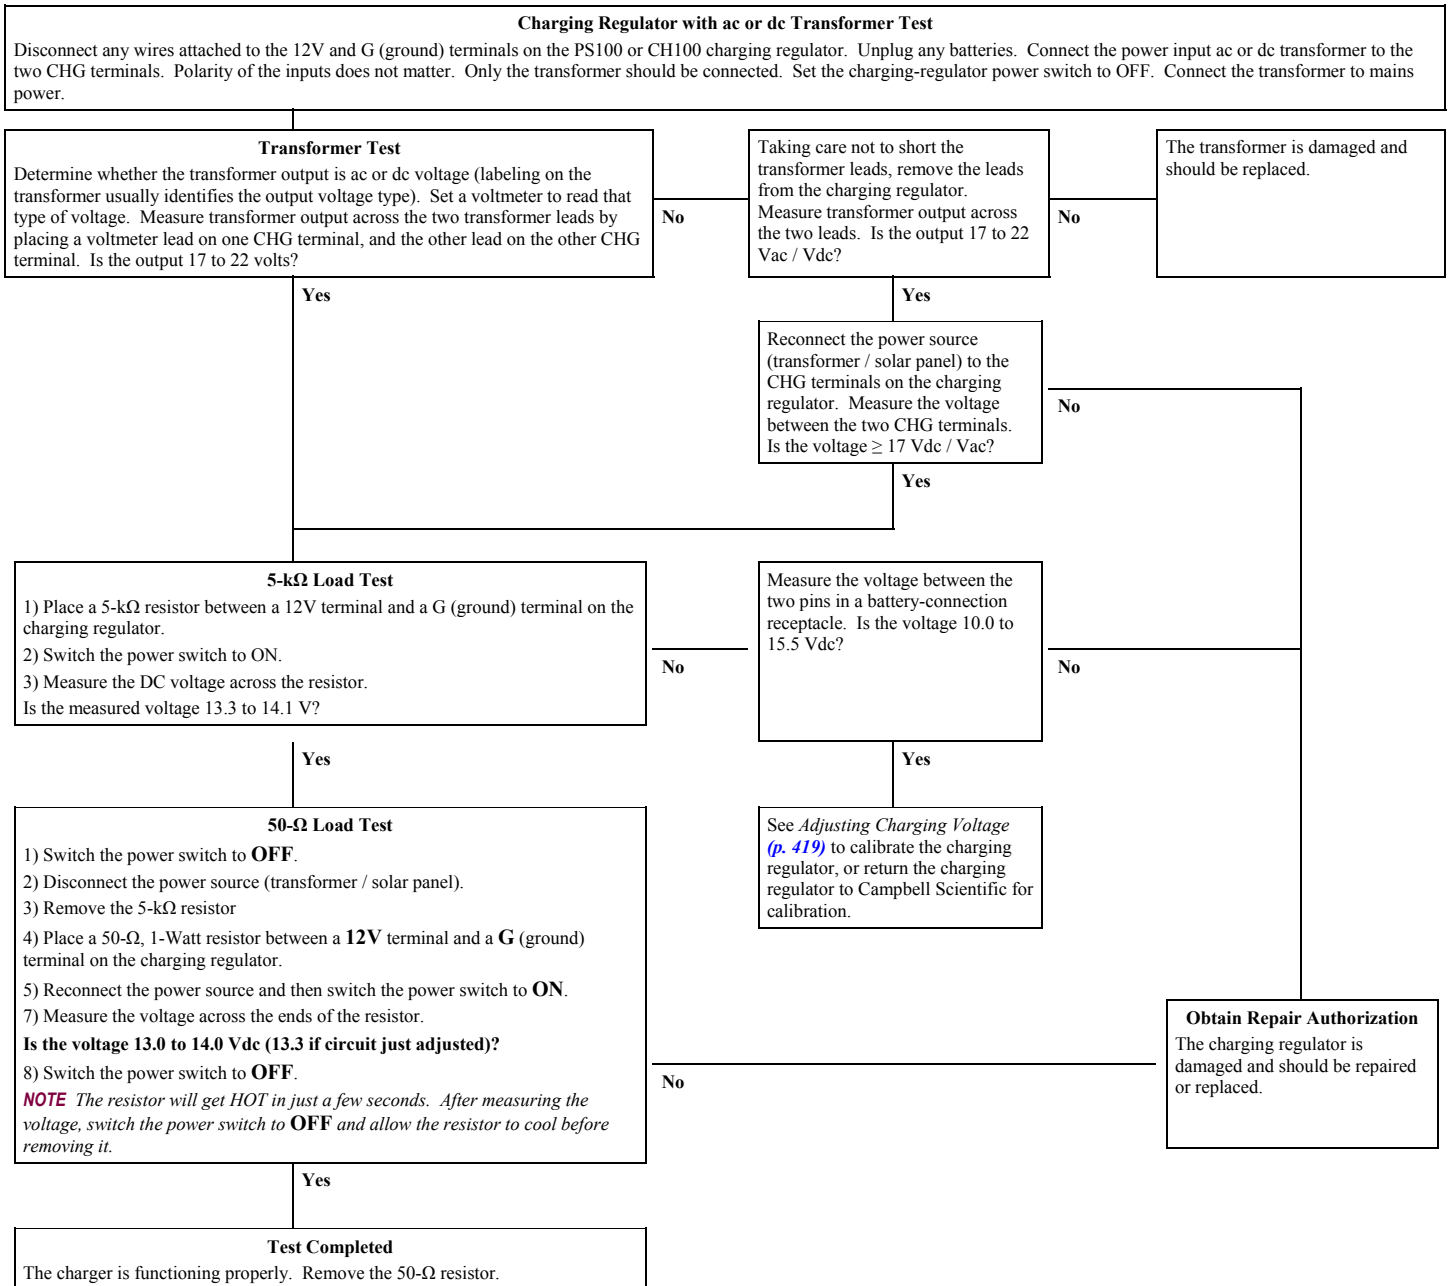 Charging Regulator with ac or dc Transformer Test
Disconnect any wires attached to the 12V and G (ground) terminals on the PS100 or CH100 charging regulator. Unplug any batteries. Connect the power input ac or dc transformer to the
two CHG terminals. Polarity of the inputs does not matter. Only the transformer should be connected. Set the charging-regulator power switch to OFF. Connect the transformer to mains
power.
Transformer Test
Determine whether the transformer output is ac or dc voltage (labeling on the
transformer usually identifies the output voltage type). Set a voltmeter to read that
type of voltage. Measure transformer output across the two transformer leads by
placing a voltmeter lead on one CHG terminal, and the other lead on the other CHG
terminal. Is the output 17 to 22 volts?
No
Taking care not to short the
transformer leads, remove the leads
from the charging regulator.
Measure transformer output across
the two leads. Is the output 17 to 22
Vac / Vdc?
No
The transformer is damaged and
should be replaced.
Yes
Yes
Reconnect the power source
(transformer / solar panel) to the
CHG terminals on the charging
regulator. Measure the voltage
between the two CHG terminals.
Is the voltage ≥ 17 Vdc / Vac?
No
Yes
5-kΩ Load Test
1) Place a 5-kΩ resistor between a 12V terminal and a G (ground) terminal on the
charging regulator.
2) Switch the power switch to ON.
3) Measure the DC voltage across the resistor.
Is the measured voltage 13.3 to 14.1 V?
No
Measure the voltage between the
two pins in a battery-connection
receptacle. Is the voltage 10.0 to
15.5 Vdc?
No
Yes
Yes
50-Ω Load Test
1) Switch the power switch to OFF.
2) Disconnect the power source (transformer / solar panel).
3) Remove the 5-kΩ resistor
4) Place a 50-Ω, 1-Watt resistor between a 12V terminal and a G (ground)
terminal on the charging regulator.
5) Reconnect the power source and then switch the power switch to ON.
7) Measure the voltage across the ends of the resistor.
Is the voltage 13.0 to 14.0 Vdc (13.3 if circuit just adjusted)?
8) Switch the power switch to OFF.
NOTE The resistor will get HOT in just a few seconds. After measuring the
voltage, switch the power switch to OFF and allow the resistor to cool before
removing it.
See Adjusting Charging Voltage
(p. 419) to calibrate the charging
regulator, or return the charging
regulator to Campbell Scientific for
calibration.
No
Obtain Repair Authorization
The charging regulator is
damaged and should be repaired
or replaced.
Yes
Test Completed
The charger is functioning properly. Remove the 50-Ω resistor.